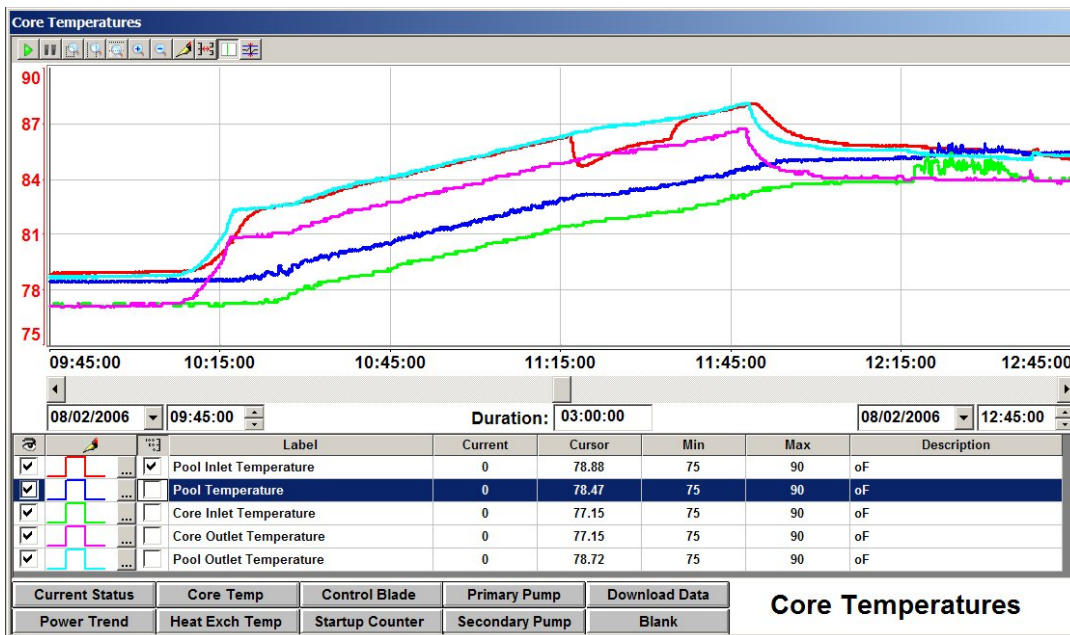 Core Temperatures
90
87
84
81
78
75
09:45:00 10:15:00 10:45:00 11:15:00 11:45:00 12:15:00 12:45:00
08/02/2006 09:45:00 Duration: 03:00:00 08/02/2006 12:45:00
Label Current Cursor Min Max Description
... Pool Inlet Temperature 0 78.88 75 90 oF
... Pool Temperature 0 78.47 75 90 oF
... Core Inlet Temperature 0 77.15 75 90 oF
... Core Outlet Temperature 0 77.15 75 90 oF
... Pool Outlet Temperature 0 78.72 75 90 oF
Current Status Core Temp Control Blade Primary Pump Download Data
Core Temperatures
Power Trend Heat Exch Temp Startup Counter Secondary Pump Blank